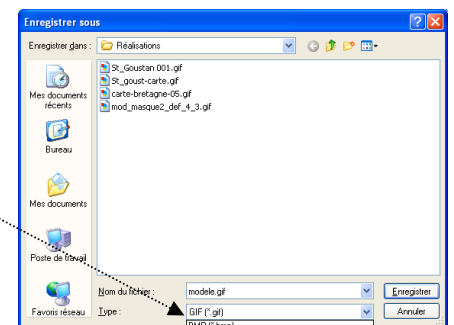 Enregistrer sous
Enregistrer dans :
Réalisations
St_Goustan 001.gif
St_goust-carte.gif
carte-bretagne-05.gif
mod_masque2_def_4_3.gif
Mes documents
récents
Bureau
Mes documents
Poste de travail
Favoris réseau
Nom du fichier :
modele.gif
Enregistrer
Type :
GIF (*.gif)
Annuler
BMP (*.bmp)